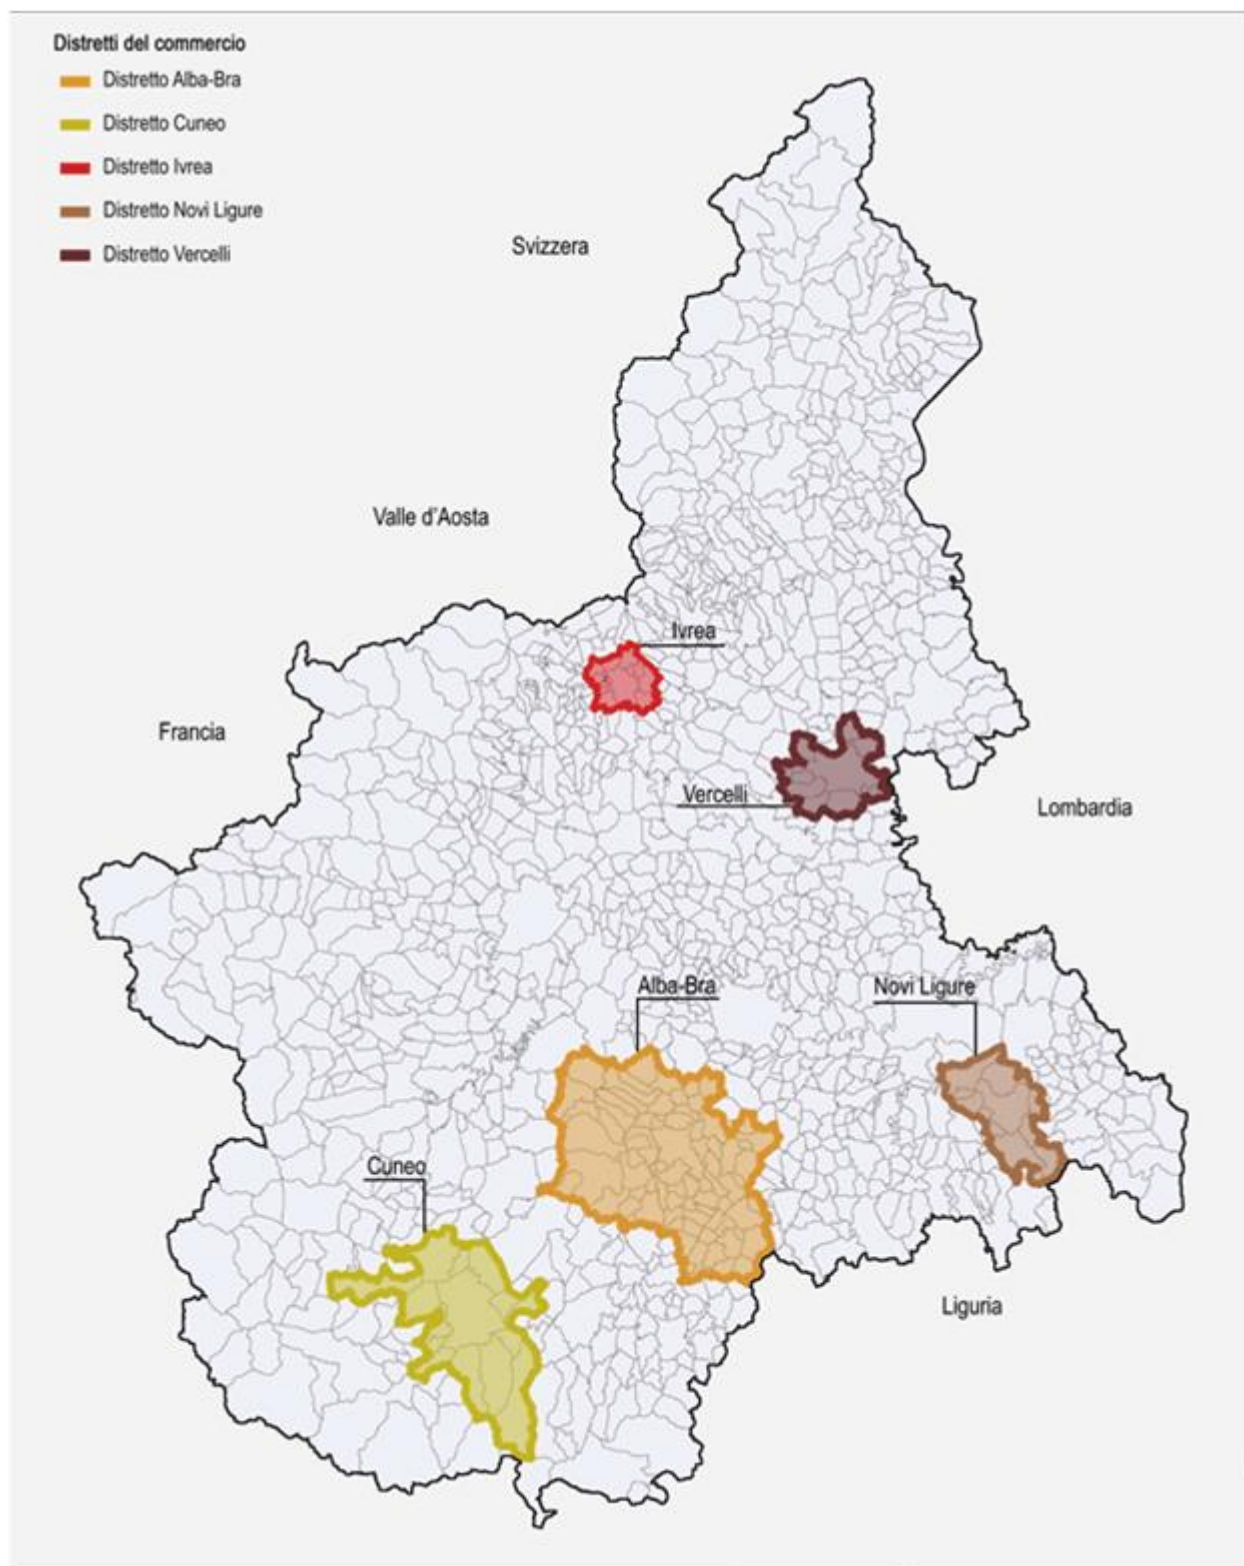 Distretti del commercio
Distretto Alba-Bra
Distretto Cuneo
Distretto Ivrea
Distretto Novi Ligure
Distretto Vercelli
Svizzera
Valle d'Aosta
Ivrea
Francia
Vercelli
Lombardia
Alba-Bra
Novi Ligure
Cuneo
Liguria